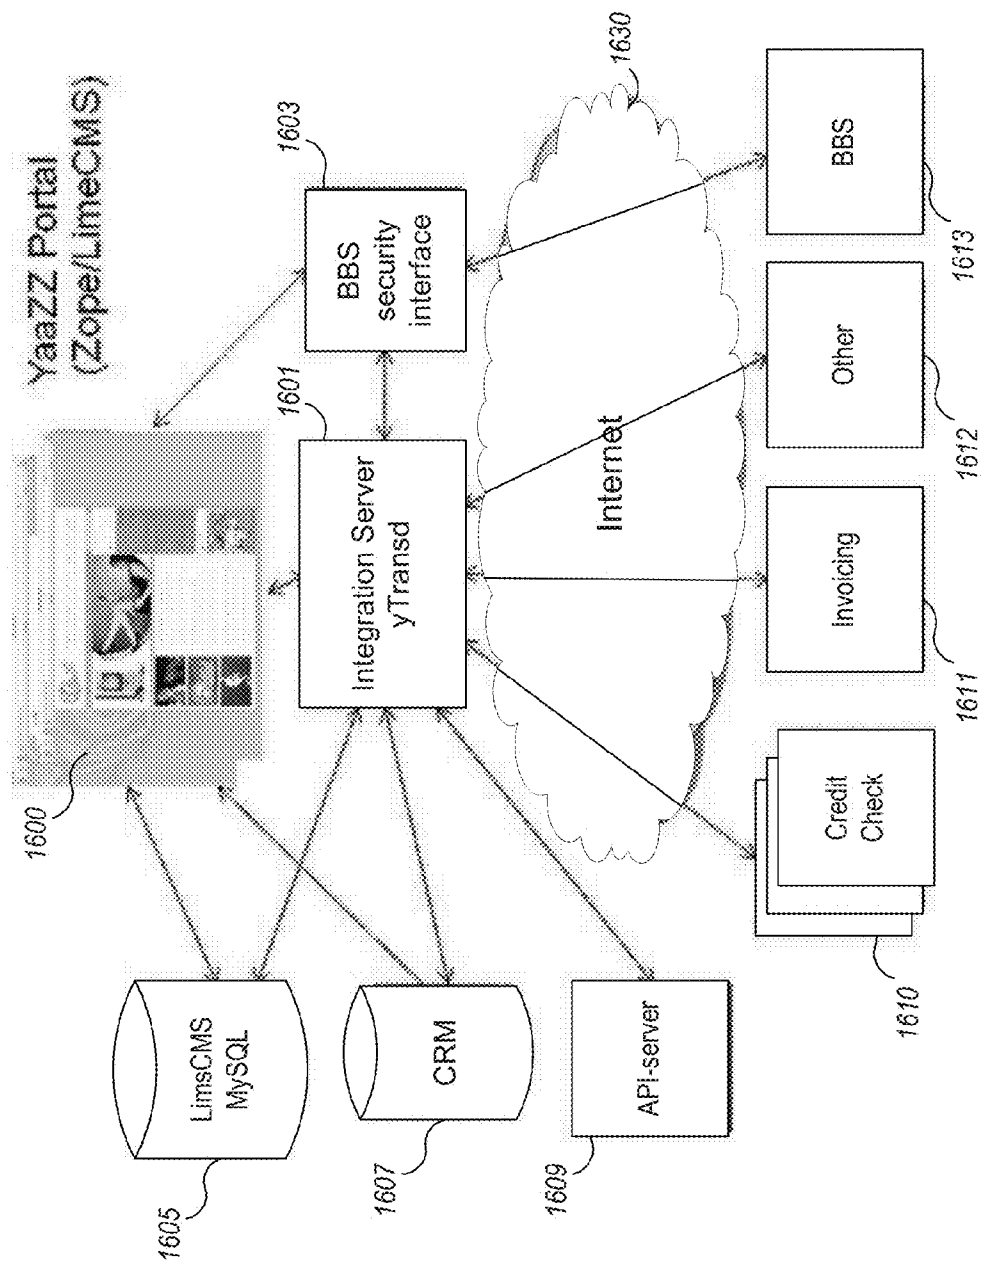 YaaZZ Portal
(Zope/LimeCMS)
1600
1605
LimsCMS
MySQL
1601
Integration Server
yTransd
1603
BBS
security
interface
1607
CRM
1609
API-server
Internet
1630
1610
Credit
Check
Invoicing
1611
Other
1612
BBS
1613